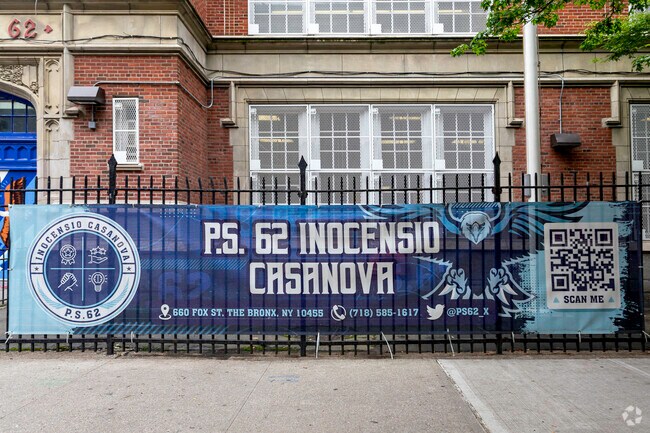 62
INOCENSIO CASANOVA
P.S.62
P.S. 62 INOCENSIO
CASANOVA
660 FOX ST. THE BRONX, NY 10455
(718) 585-1617
@PS62_X
SCAN ME